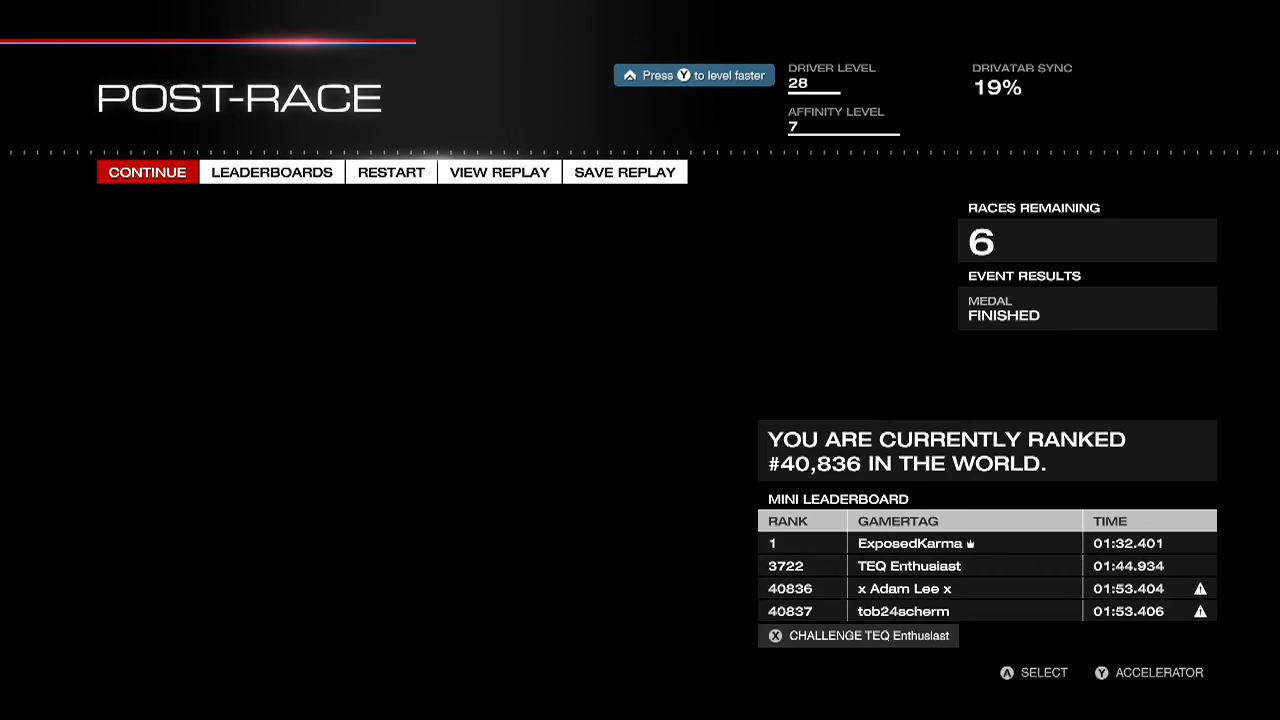 POST-RACE
Press Y to level faster
DRIVER LEVEL
28
AFFINITY LEVEL
7
DRIVATAR SYNC
19%
CONTINUE LEADERBOARDS RESTART VIEW REPLAY SAVE REPLAY
RACES REMAINING
6
EVENT RESULTS
MEDAL
FINISHED
YOU ARE CURRENTLY RANKED
#40,836 IN THE WORLD.
MINI LEADERBOARD
RANK GAMERTAG TIME
1 ExposedKarma 01:32.401
3722 TEQ Enthusiast 01:44.934
40836 x Adam Lee x 01:53.404
40837 tob24scherm 01:53.406
X CHALLENGE TEQ Enthusiast
A SELECT Y ACCELERATOR